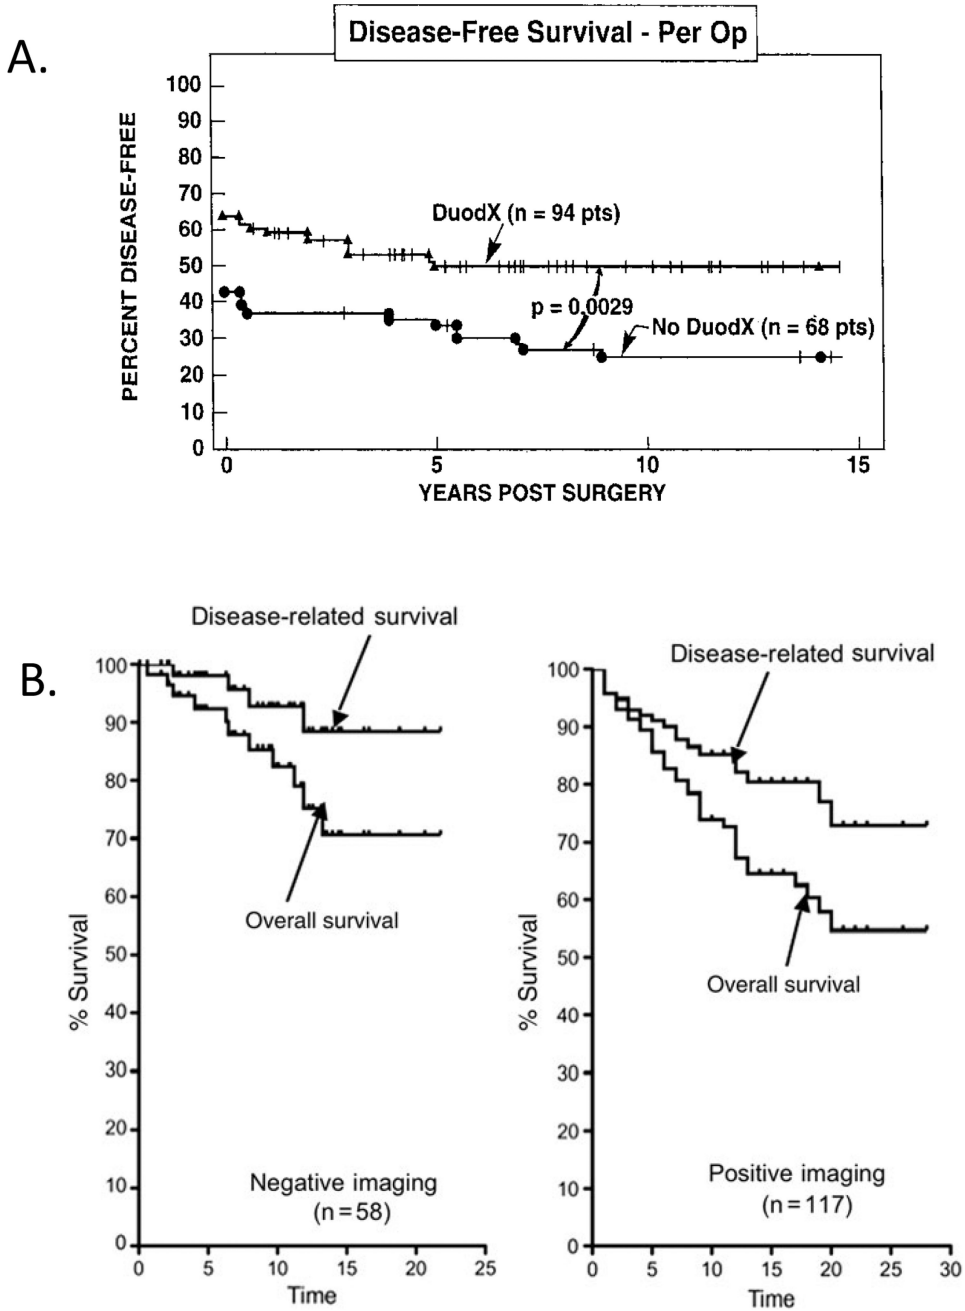 A.
Disease-Free Survival - Per Op
PERCENT DISEASE-FREE
100
90
80
70
60
50
40
30
20
10
0
DuodX (n = 94 pts)
p = 0.0029
No DuodX (n = 68 pts)
0
5
10
15
YEARS POST SURGERY
B.
Disease-related survival
% Survival
100
90
80
70
60
50
40
30
20
10
0
Overall survival
Negative imaging
(n = 58)
0
5
10
15
20
25
Time
Disease-related survival
% Survival
100
90
80
70
60
50
40
30
20
10
0
Overall survival
Positive imaging
(n = 117)
0
5
10
15
20
25
30
Time